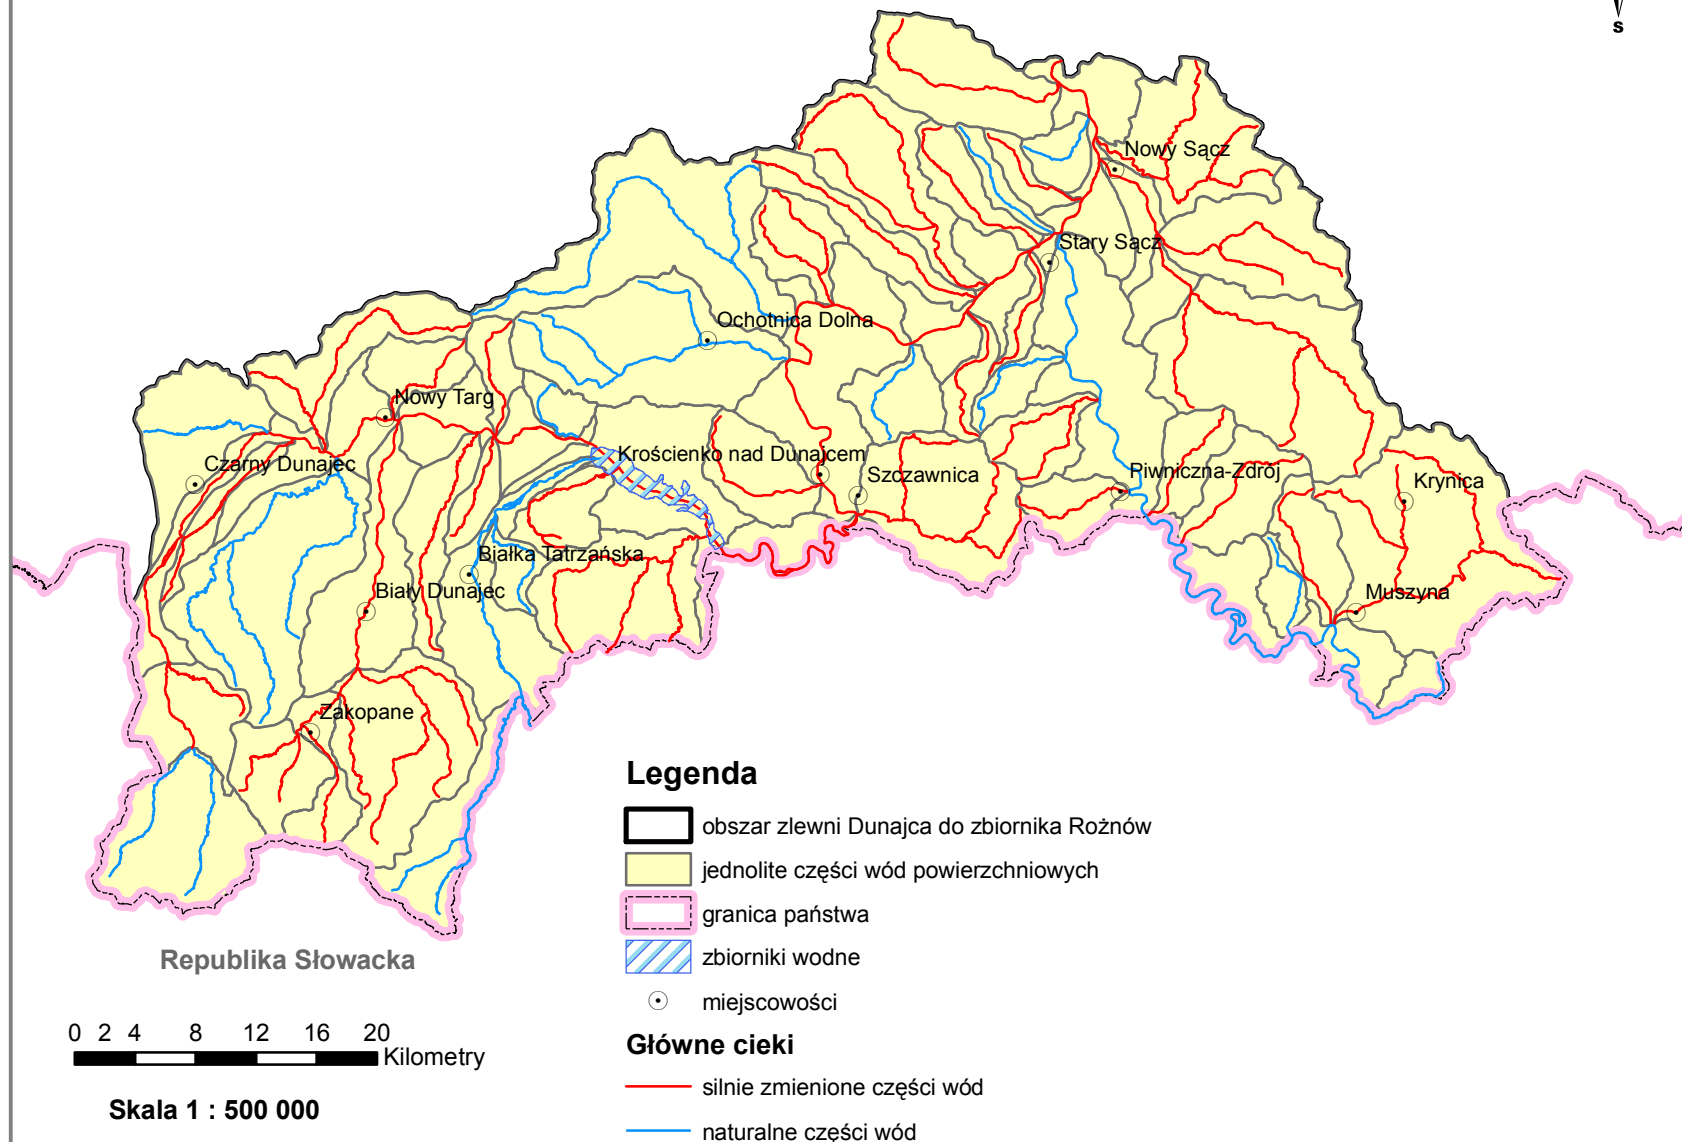 S
Nowy Sącz
Stary Sącz
Ochotnica Dolna
Nowy Targ
Czarny Dunajec
Krościenko nad Dunajcem
Szczawnica
Piwniczna-Zdrój
Krynica
Białka Tatrzańska
Biały Dunajec
Muszyna
Zakopane
Republika Słowacka
0 2 4 8 12 16 20
Kilometry
Skala 1 : 500 000
Legenda
obszar zlewni Dunajca do zbiornika Rożnów
jednolite części wód powierzchniowych
granica państwa
zbiorniki wodne
miejscowości
Główne cieki
silnie zmienione części wód
naturalne części wód